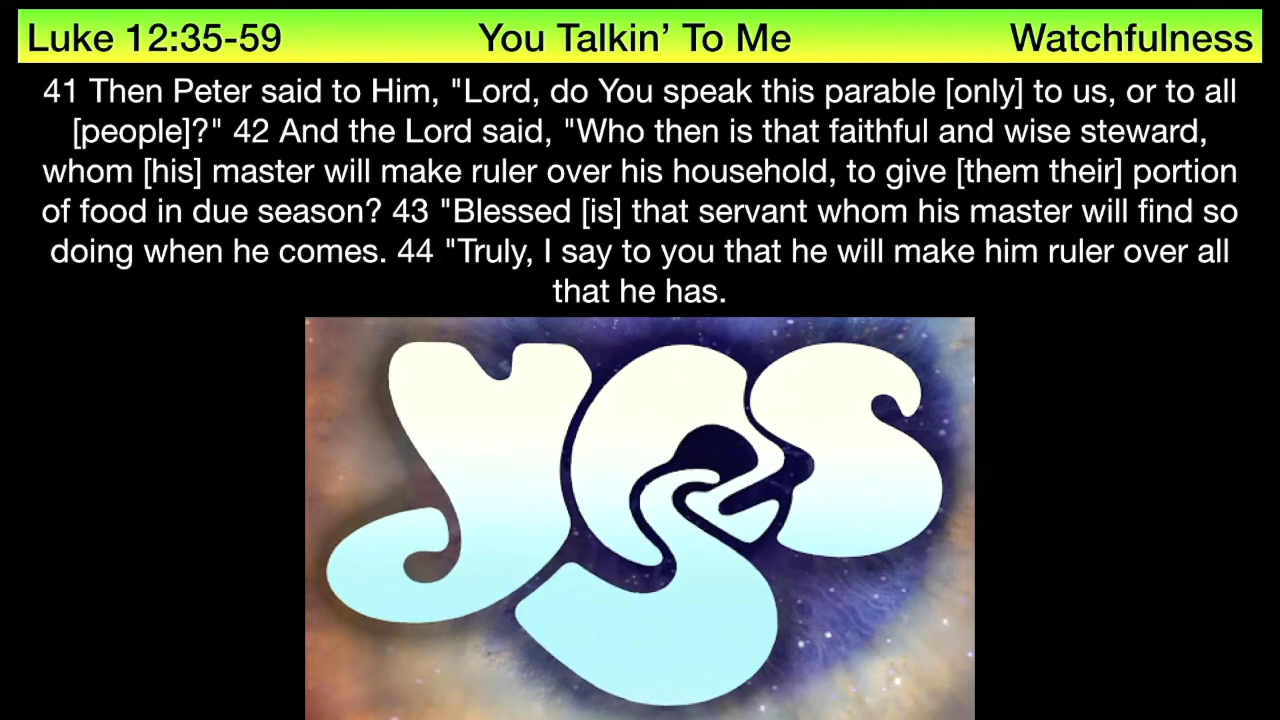 Luke 12:35-59 You Talkin’ To Me Watchfulness
41 Then Peter said to Him, "Lord, do You speak this parable [only] to us, or to all
[people]?" 42 And the Lord said, "Who then is that faithful and wise steward,
whom [his] master will make ruler over his household, to give [them their] portion
of food in due season? 43 "Blessed [is] that servant whom his master will find so
doing when he comes. 44 "Truly, I say to you that he will make him ruler over all
that he has.
yes